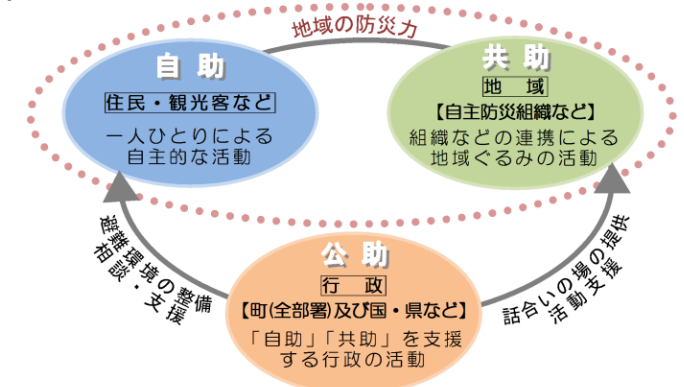 地域の防災力
自助
住民・観光客など
一人ひとりによる
自主的な活動
共助
地域
【自主防災組織など】
組織などの連携による
地域ぐるみの活動
避難環境の整備
相談・支援
話合いの場の提供
活動支援
公助
行政
【町(全部署)及び国・県など】
「自助」「共助」を支援
する行政の活動